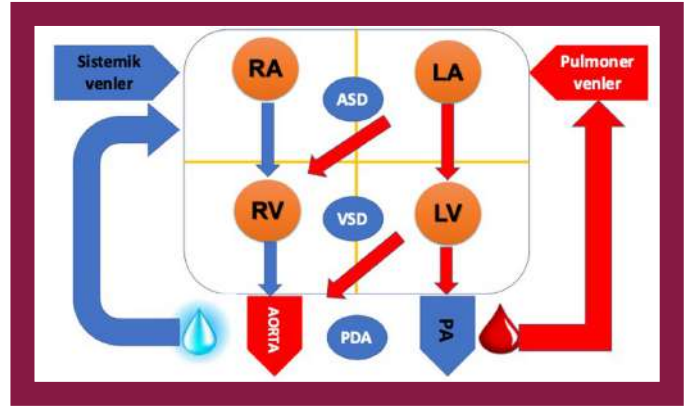 Sistemik
venler
RA
LA
Pulmoner
venler
ASD
RV
VSD
LV
AORTA
PDA
PA